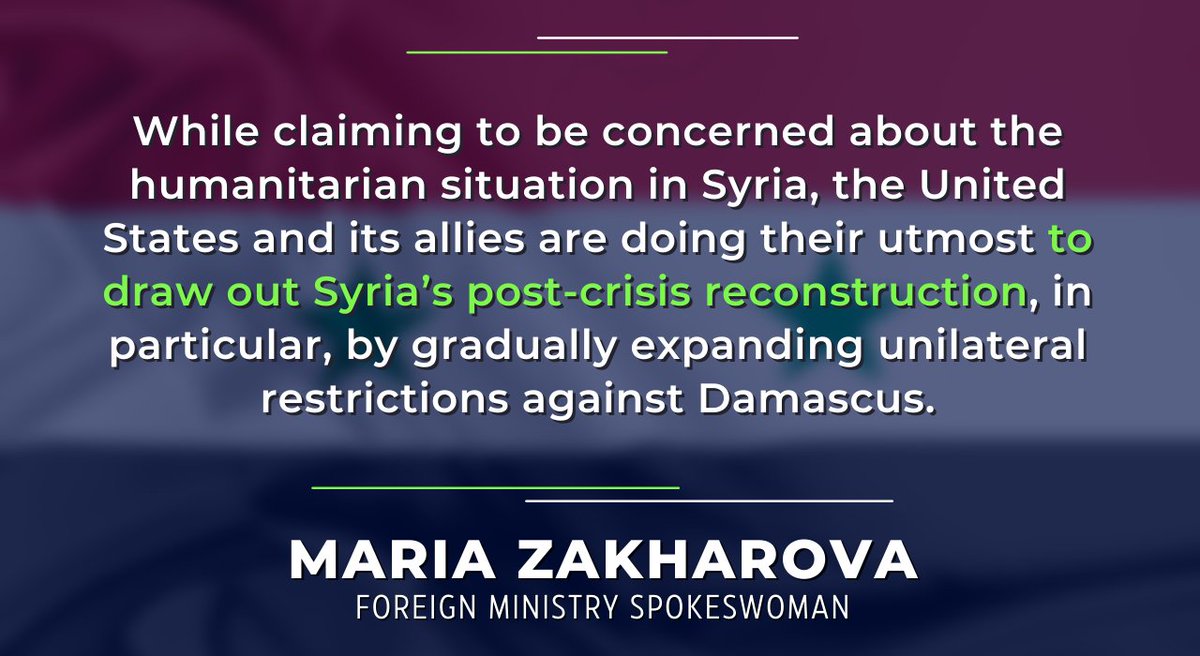 While claiming to be concerned about the
humanitarian situation in Syria, the United
States and its allies are doing their utmost to
draw out Syria’s post-crisis reconstruction, in
particular, by gradually expanding unilateral
restrictions against Damascus.
MARIA ZAKHAROVA
FOREIGN MINISTRY SPOKESWOMAN